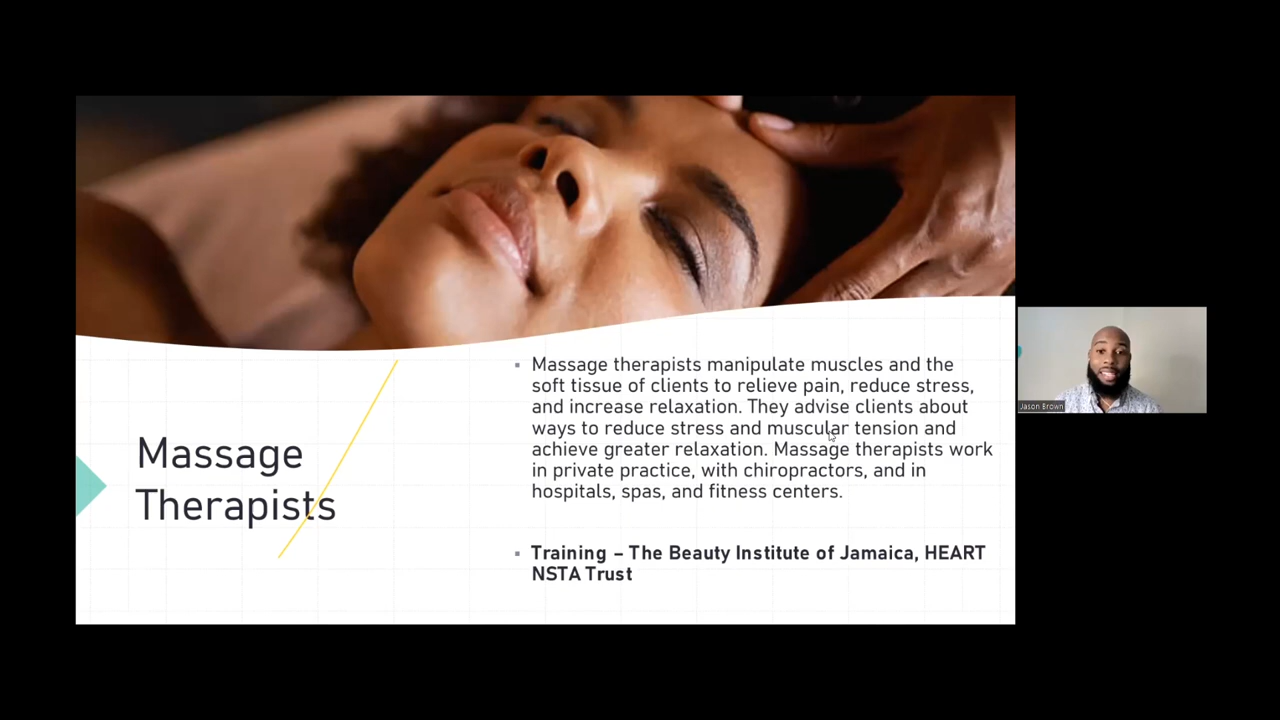 Massage
Therapists
Massage therapists manipulate muscles and the
soft tissue of clients to relieve pain, reduce stress,
and increase relaxation. They advise clients about
ways to reduce stress and muscular tension and
achieve greater relaxation. Massage therapists work
in private practice, with chiropractors, and in
hospitals, spas, and fitness centers.
Training – The Beauty Institute of Jamaica, HEART
NSTA Trust
Jason Brown